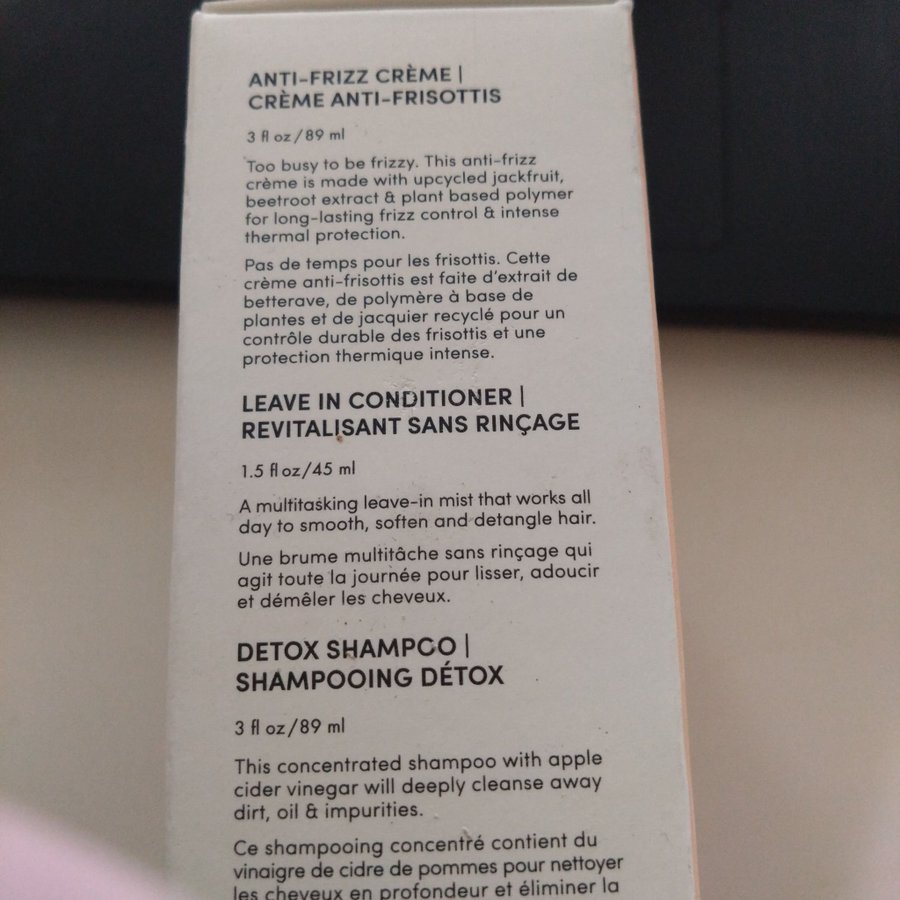 ANTI-FRIZZ CRÈME |
CRÈME ANTI-FRISOTTIS
3 fl oz/89 ml
Too busy to be frizzy. This anti-frizz
crème is made with upcycled jackfruit,
beetroot extract & plant based polymer
for long-lasting frizz control & intense
thermal protection.
Pas de temps pour les frisottis. Cette
crème anti-frisottis est faite d'extrait de
betterave, de polymère à base de
plantes et de jacquier recyclé pour un
contrôle durable des frisottis et une
protection thermique intense.
LEAVE IN CONDITIONER |
REVITALISANT SANS RINÇAGE
1.5 fl oz/45 ml
A multitasking leave-in mist that works all
day to smooth, soften and detangle hair.
Une brume multitâche sans rinçage qui
agit toute la journée pour lisser, adoucir
et démêler les cheveux.
DETOX SHAMPOO |
SHAMPOOING DÉTOX
3 fl oz/89 ml
This concentrated shampoo with apple
cider vinegar will deeply cleanse away
dirt, oil & impurities.
Ce shampooing concentré contient du
vinaigre de cidre de pommes pour nettoyer
les cheveux en profondeur et éliminer la